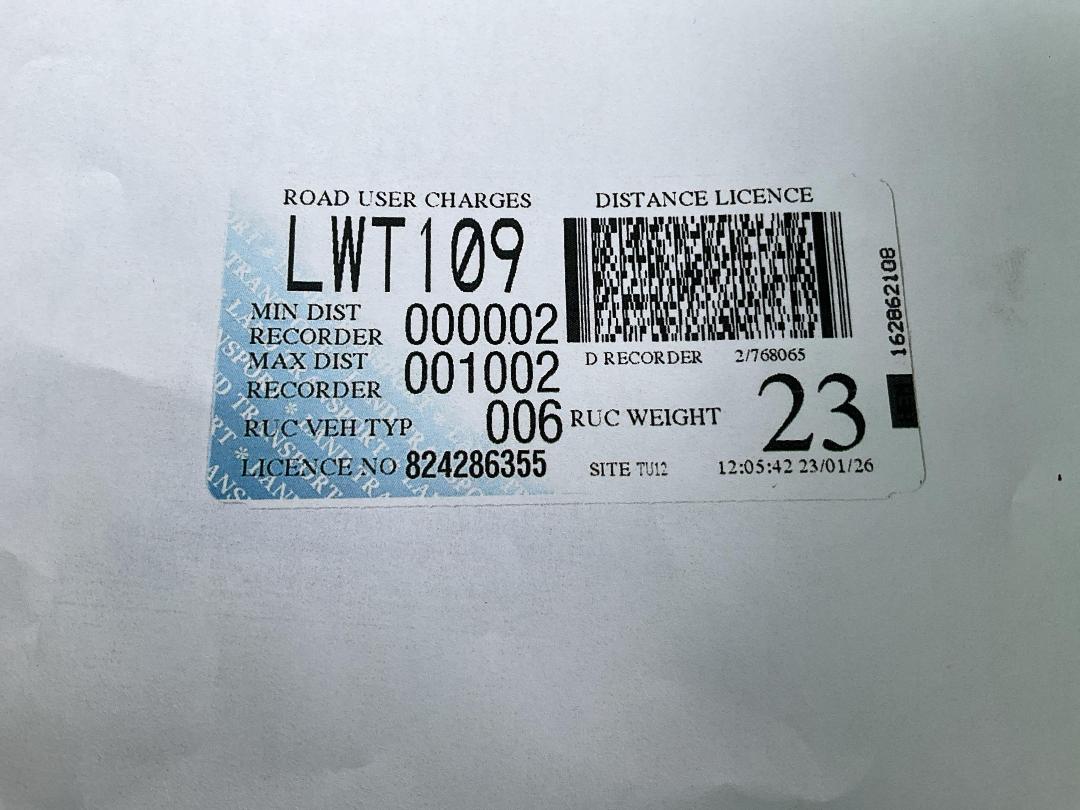 ROAD USER CHARGES DISTANCE LICENCE
LWT109
MIN DIST
RECORDER 000002
MAX DIST
RECORDER 001002
D RECORDER 2/768065
RUC VEH TYP 006 RUC WEIGHT 23
LICENCE NO 824286355 SITE TU12 12:05:42 23/01/26
162862108